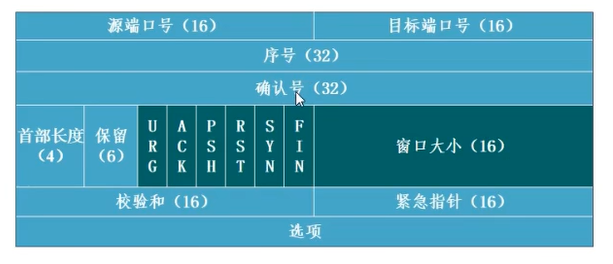 源端口号（16） 目标端口号（16）
序号（32）
确认号（32）
首部长度（4） 保留（6） URG ACK PSH RST SYN FIN 窗口大小（16）
校验和（16） 紧急指针（16）
选项